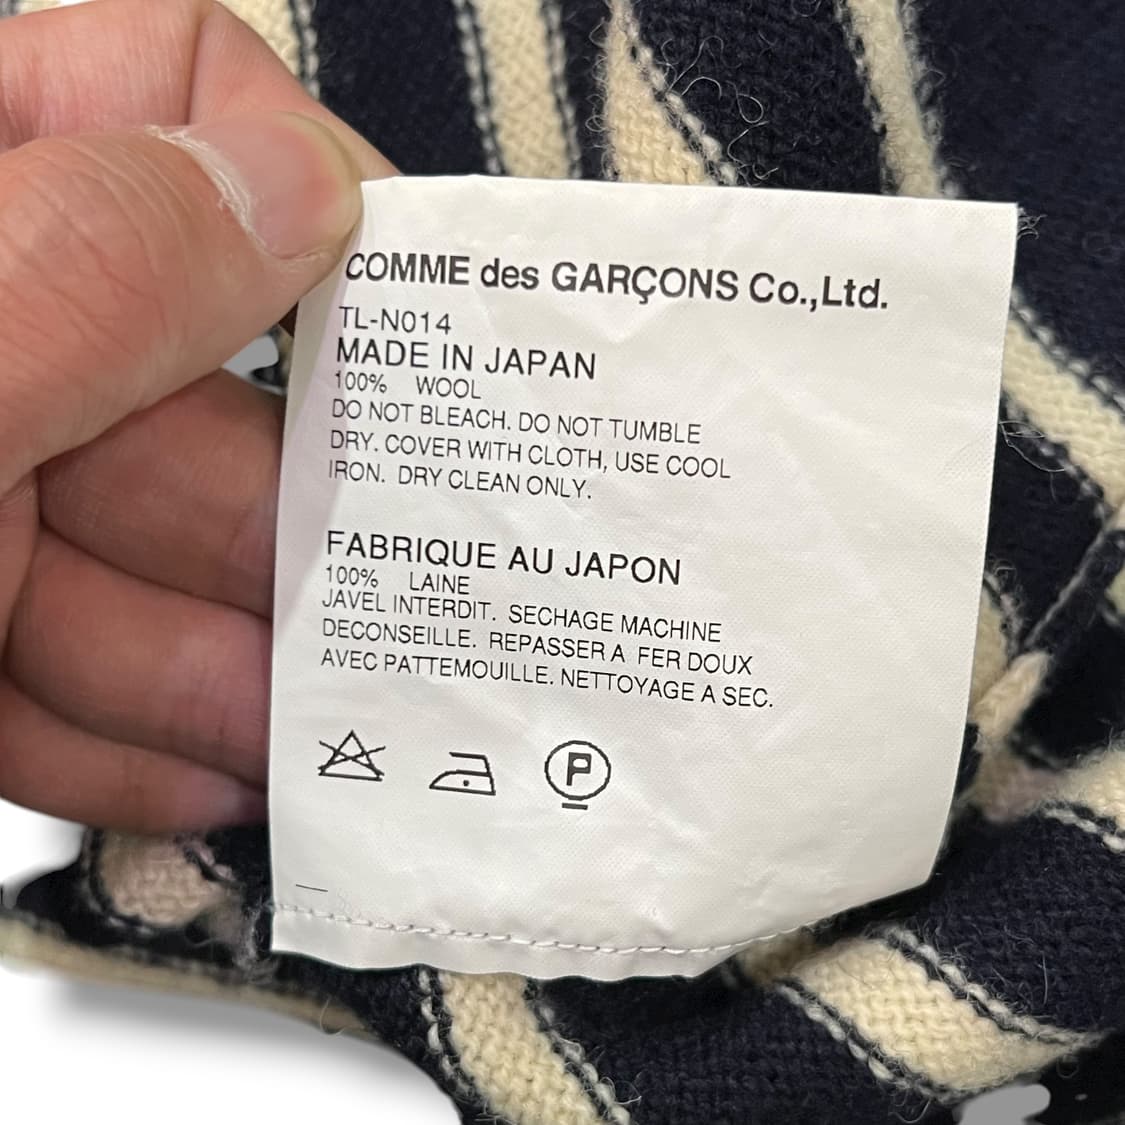 COMME des GARÇONS Co.,Ltd.
TL-N014
MADE IN JAPAN
100% WOOL
DO NOT BLEACH. DO NOT TUMBLE
DRY. COVER WITH CLOTH, USE COOL
IRON. DRY CLEAN ONLY.
FABRIQUE AU JAPON
100% LAINE
JAVEL INTERDIT. SECHAGE MACHINE
DECONSEILLE. REPASSER A FER DOUX
AVEC PATTEMOUILLE. NETTOYAGE A SEC.
P